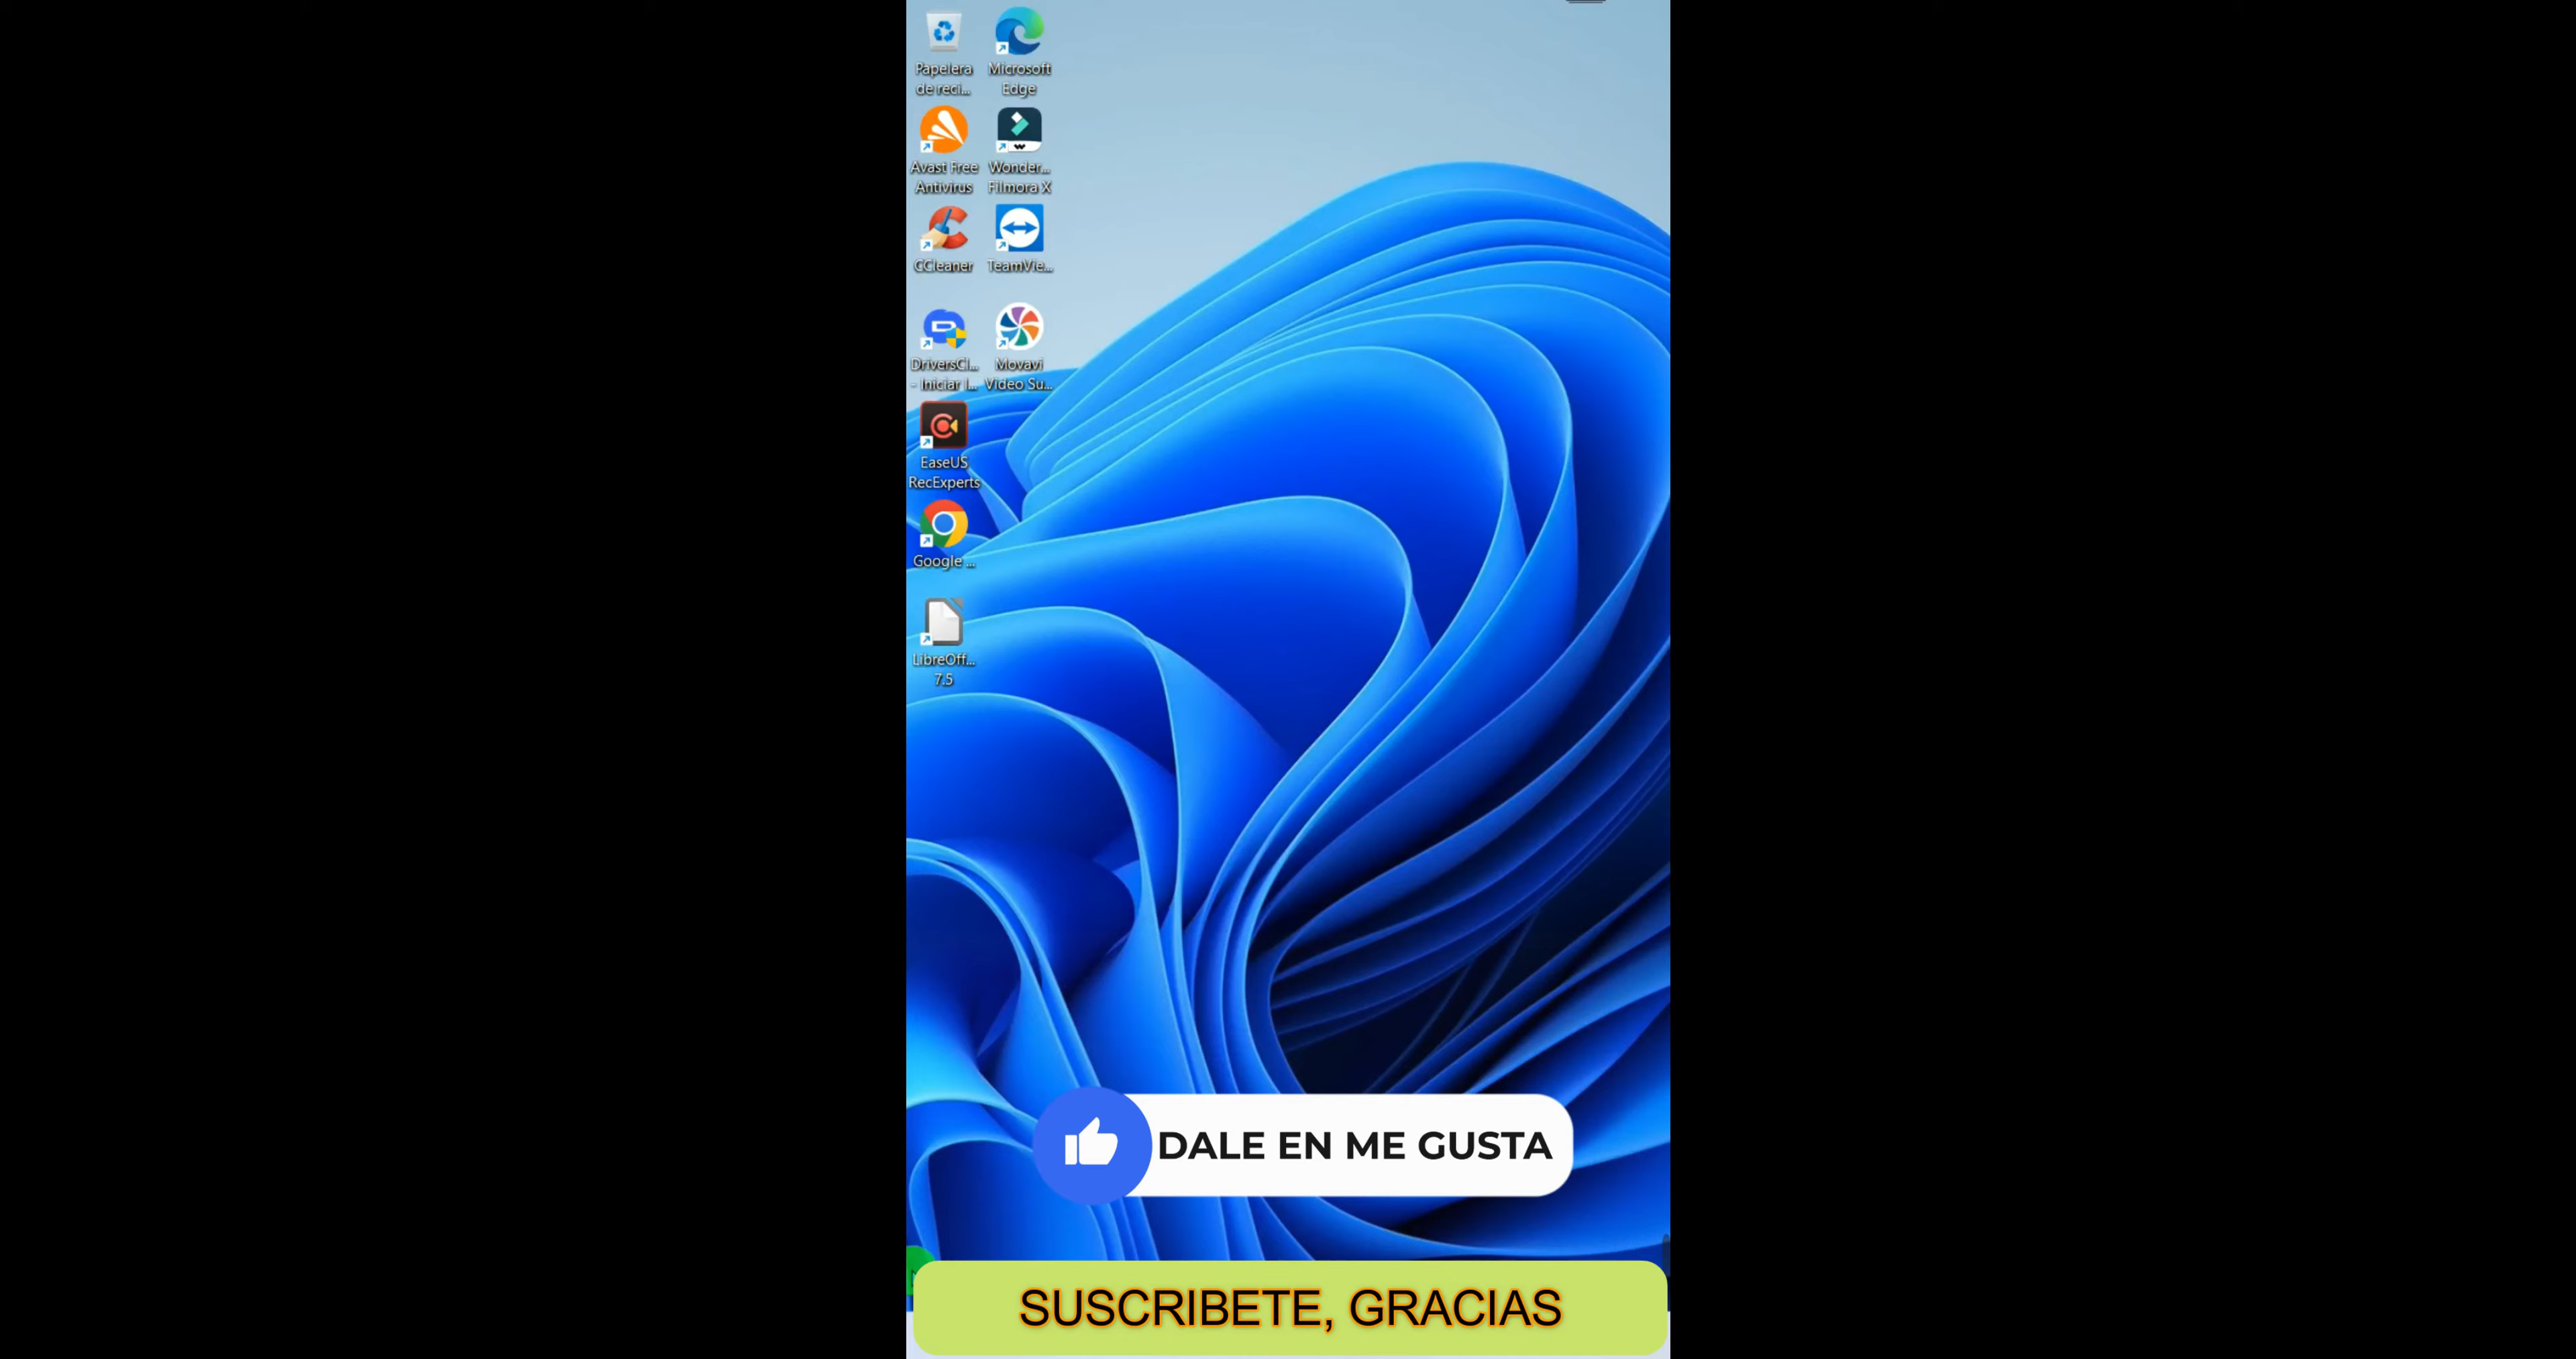 Papelera
de reci...
Microsoft
Edge
Avast Free
Antivirus
Wonder...
Filmora X
CCleaner
TeamVie...
DriversCl...
- Iniciar I...
Movavi
Video Su...
EaseUS
RecExperts
Google ...
LibreOff...
7.5
DALE EN ME GUSTA
SUSCRIBETE, GRACIAS